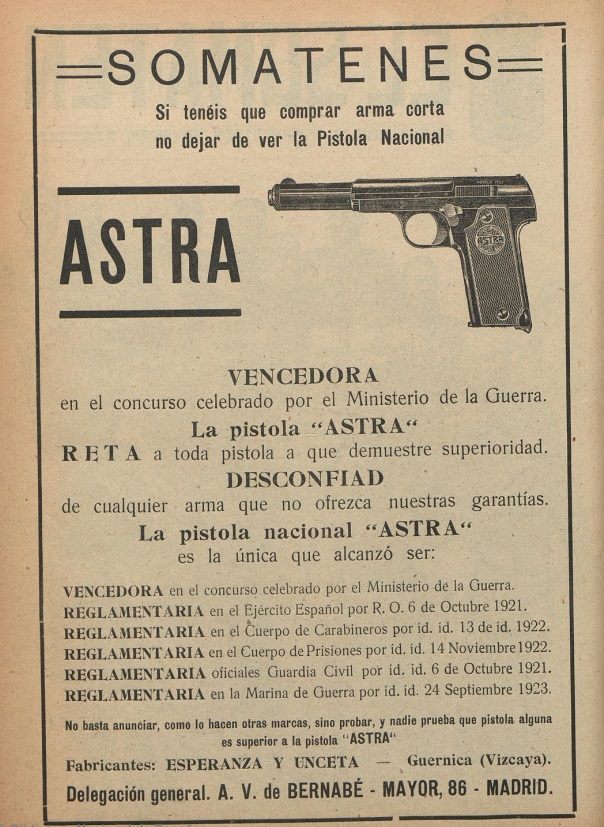 SOMATENES
Si tenéis que comprar arma corta
no dejar de ver la Pistola Nacional
ASTRA
ASTRA
VENCEDORA
en el concurso celebrado por el Ministerio de la Guerra.
La pistola “ASTRA“
RETA a toda pistola a que demuestre superioridad.
DESCONFIAD
de cualquier arma que no ofrezca nuestras garantías.
La pistola nacional “ASTRA“
es la única que alcanzó ser:
VENCEDORA en el concurso celebrado por el Ministerio de la Guerra.
REGLAMENTARIA en el Ejército Español por R. O. 6 de Octubre 1921.
REGLAMENTARIA en el Cuerpo de Carabineros por id. id. 13 de id. 1922.
REGLAMENTARIA en el Cuerpo de Prisiones por id. id. 14 Noviembre 1922.
REGLAMENTARIA oficiales Guardia Civil por id. id. 6 de Octubre 1921.
REGLAMENTARIA en la Marina de Guerra por id. id. 24 Septiembre 1923.
No basta anunciar, como lo hacen otras marcas, sino probar, y nadie prueba que pistola alguna
es superior a la pistola “ASTRA“
Fabricantes: ESPERANZA Y UNCETA — Guernica (Vizcaya).
Delegación general. A. V. de BERNABÉ - MAYOR, 86 - MADRID.